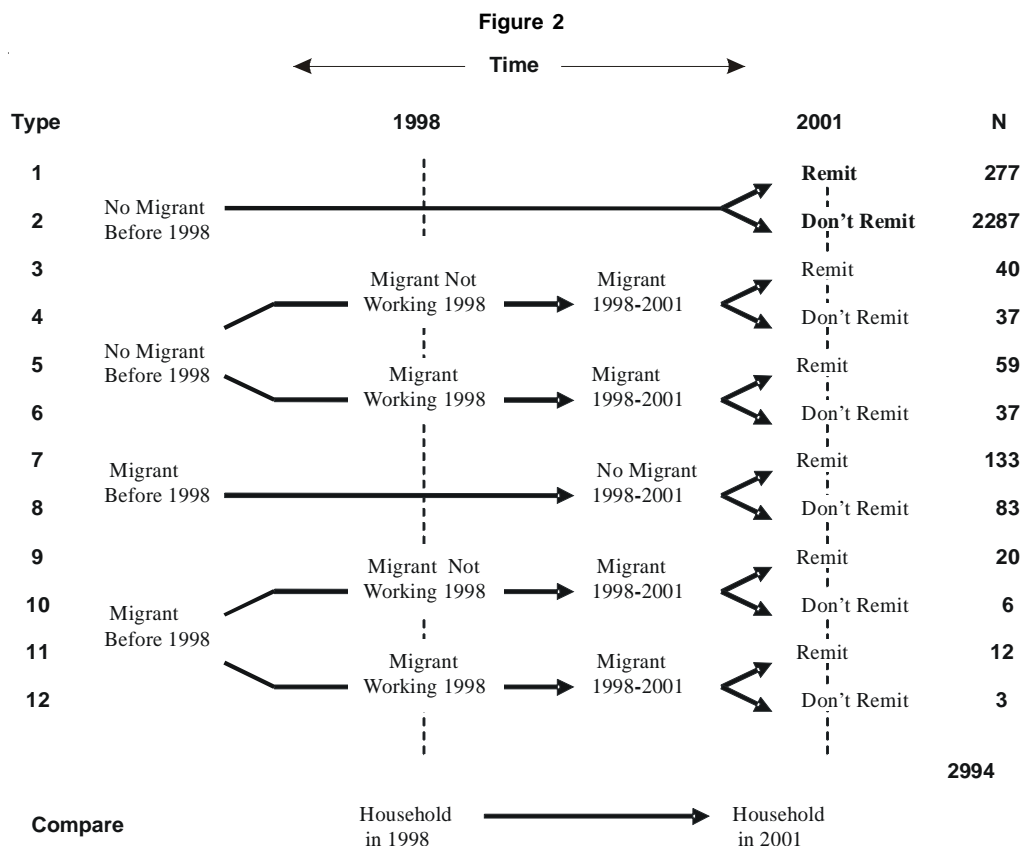 Figure 2
Time
Type 1998 2001 N
1 Remit 277
No Migrant
Before 1998
2 Don't Remit 2287
3 Migrant Not
Working 1998 Migrant
1998-2001 Remit 40
4 Don't Remit 37
No Migrant
Before 1998
5 Migrant
Working 1998 Migrant
1998-2001 Remit 59
6 Don't Remit 37
7 Migrant
Before 1998 No Migrant
1998-2001 Remit 133
8 Don't Remit 83
9 Migrant Not
Working 1998 Migrant
1998-2001 Remit 20
10 Don't Remit 6
Migrant
Before 1998
11 Migrant
Working 1998 Migrant
1998-2001 Remit 12
12 Don't Remit 3
2994
Compare Household
in 1998 Household
in 2001